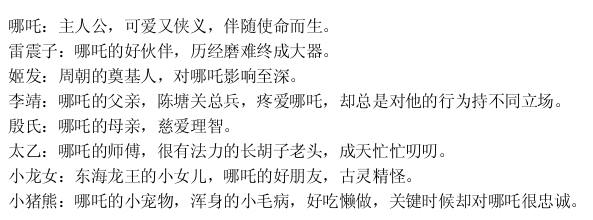 哪吒：主人公，可爱又侠义，伴随使命而生。
雷震子：哪吒的好伙伴，历经磨难终成大器。
姬发：周朝的奠基人，对哪吒影响至深。
李靖：哪吒的父亲，陈塘关总兵，疼爱哪吒，却总是对他的行为持不同立场。
殷氏：哪吒的母亲，慈爱理智。
太乙：哪吒的师傅，很有法力的长胡子老头，成天忙忙叨叨。
小龙女：东海龙王的小女儿，哪吒的好朋友，古灵精怪。
小猪熊：哪吒的小宠物，浑身的小毛病，好吃懒做，关键时候却对哪吒很忠诚。